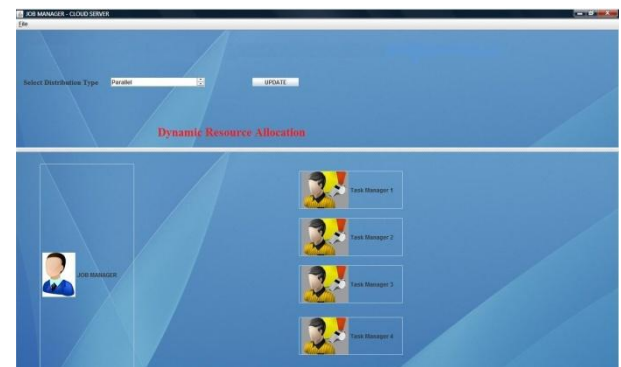 JOB MANAGER - CLOUD SERVER
File
Select Distribution Type Perallel UPDATE
Dynamic Resource Allocation
Task Manager 1
Task Manager 2
JOB MANAGER
Task Manager 3
Task Manager 4